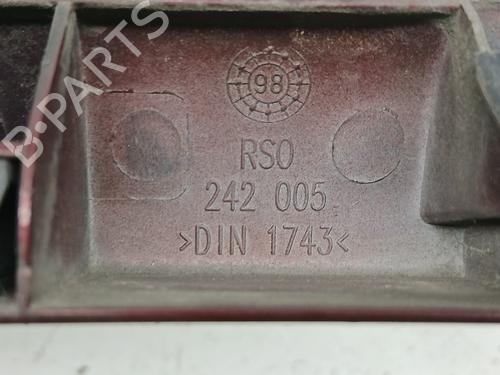 B-PARTS
98
RSO
242 005
>DIN 1743<